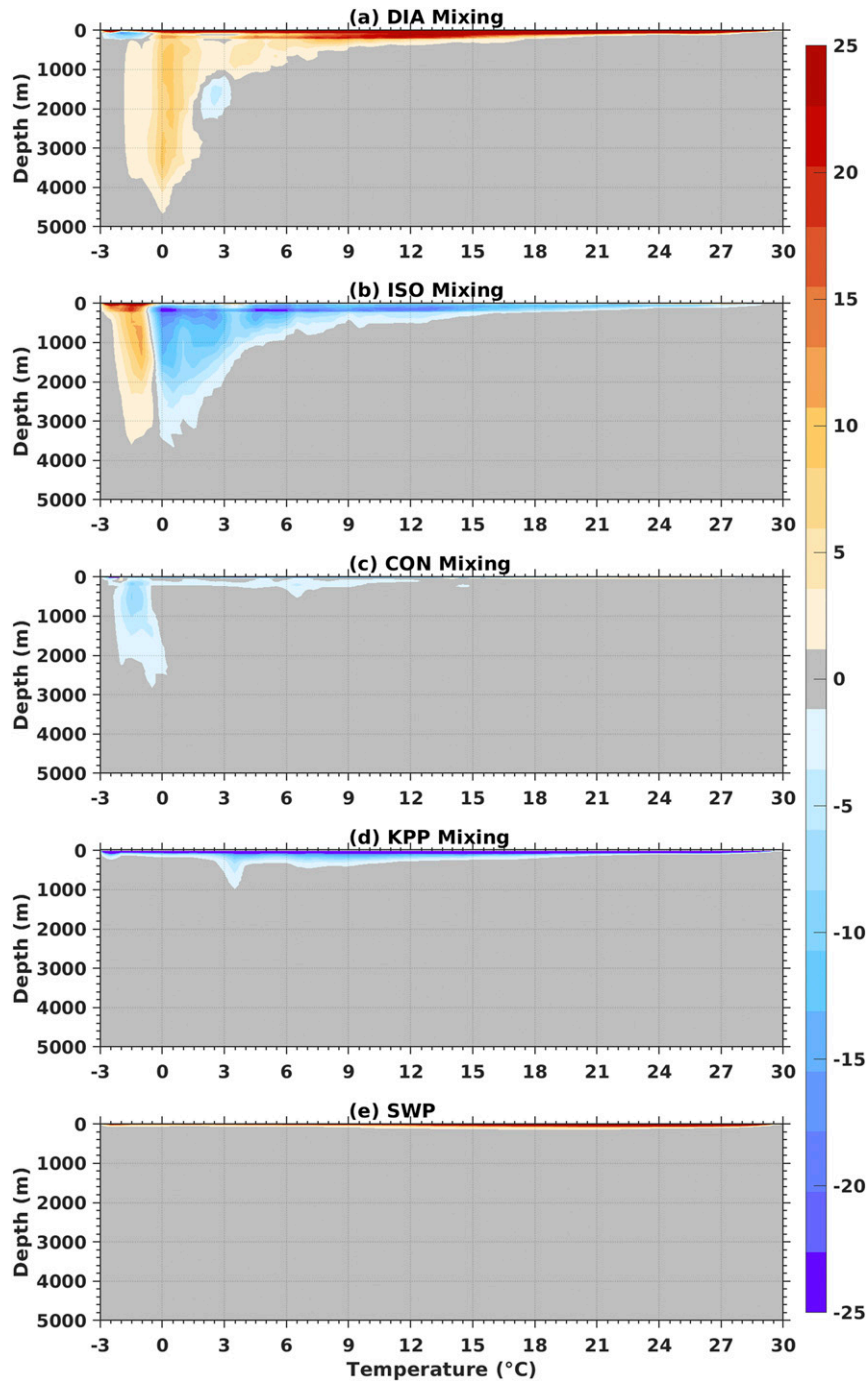 (a) DIA Mixing
Depth (m)
0
1000
2000
3000
4000
5000
-3 0 3 6 9 12 15 18 21 24 27 30
(b) ISO Mixing
Depth (m)
0
1000
2000
3000
4000
5000
-3 0 3 6 9 12 15 18 21 24 27 30
(c) CON Mixing
Depth (m)
0
1000
2000
3000
4000
5000
-3 0 3 6 9 12 15 18 21 24 27 30
(d) KPP Mixing
Depth (m)
0
1000
2000
3000
4000
5000
-3 0 3 6 9 12 15 18 21 24 27 30
(e) SWP
Depth (m)
0
1000
2000
3000
4000
5000
-3 0 3 6 9 12 15 18 21 24 27 30
Temperature (°C)
25
20
15
10
5
0
-5
-10
-15
-20
-25